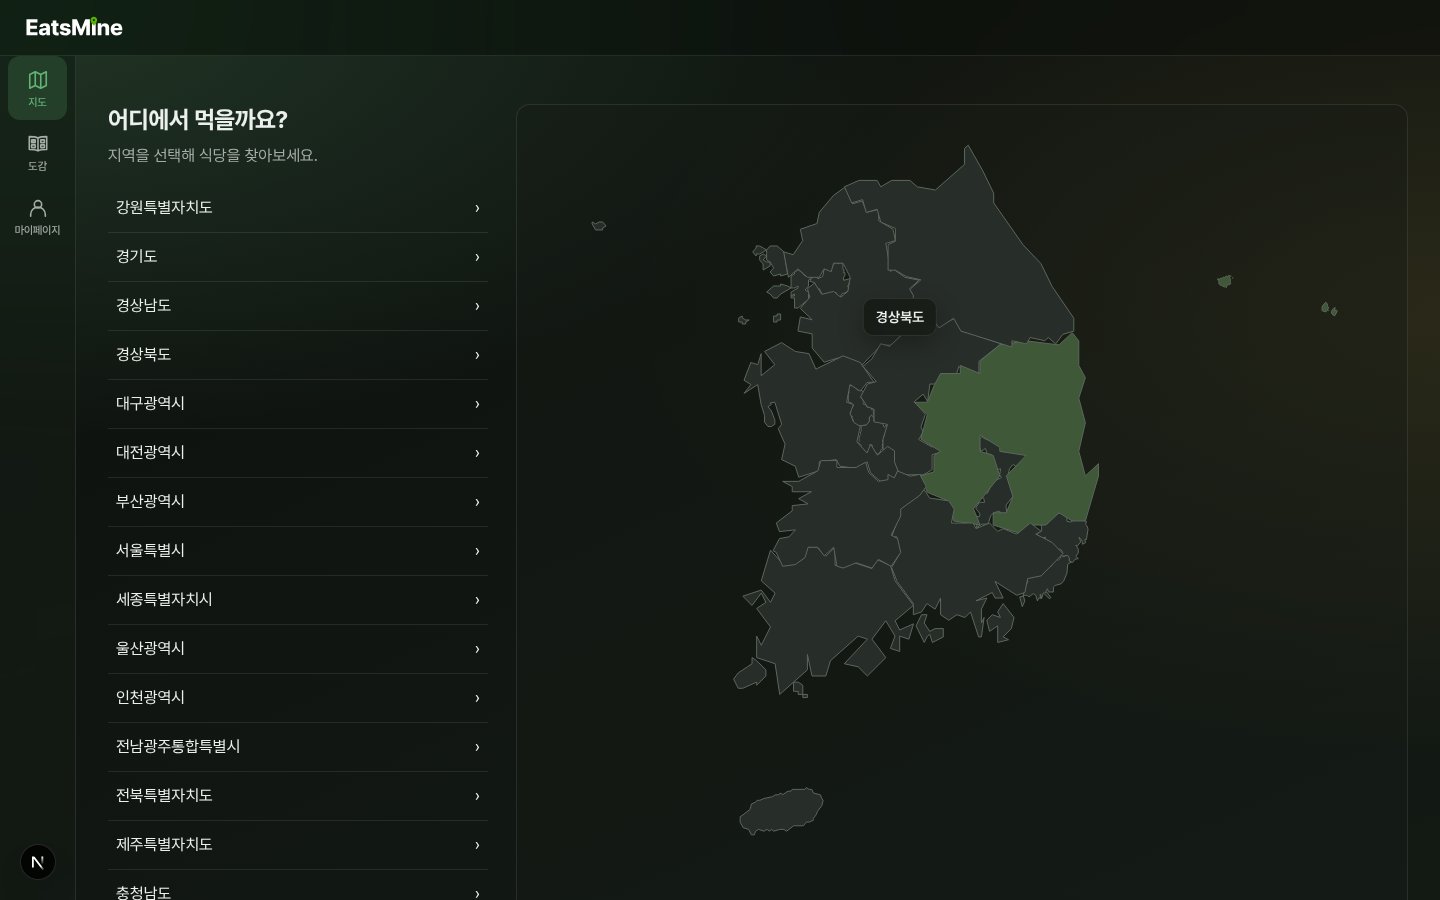 EatsMine
지도
도감
마이페이지
어디에서 먹을까요?
지역을 선택해 식당을 찾아보세요.
강원특별자치도 ›
경기도 ›
경상남도 ›
경상북도 ›
대구광역시 ›
대전광역시 ›
부산광역시 ›
서울특별시 ›
세종특별자치시 ›
울산광역시 ›
인천광역시 ›
전남광주통합특별시 ›
전북특별자치도 ›
제주특별자치도 ›
충청남도 ›
경상북도
N